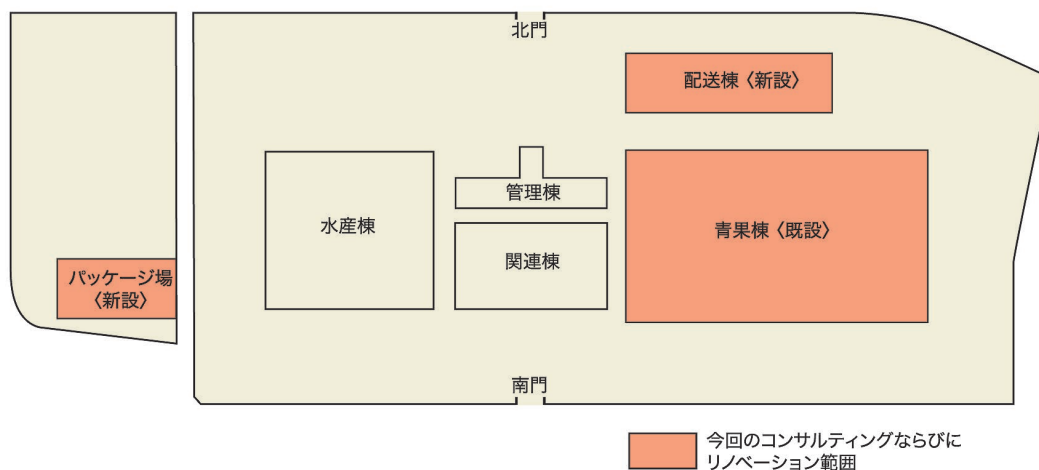 北門
配送棟〈新設〉
管理棟
水産棟
青果棟〈既設〉
関連棟
パッケージ場
〈新設〉
南門
今回のコンサルティングならびに
リノベーション範囲